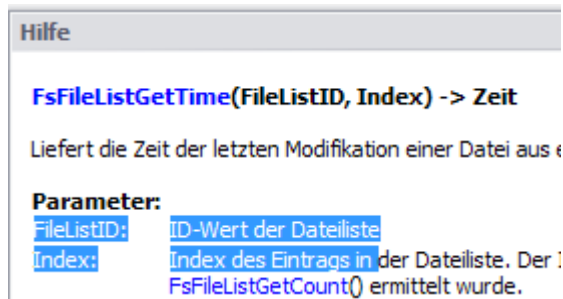 Hilfe
FsFileListGetTime(FileListID, Index) -> Zeit
Liefert die Zeit der letzten Modifikation einer Datei aus
Parameter:
FileListID: ID-Wert der Dateiliste
Index: Index des Eintrags in der Dateiliste. Der
FsFileListGetCount() ermittelt wurde.